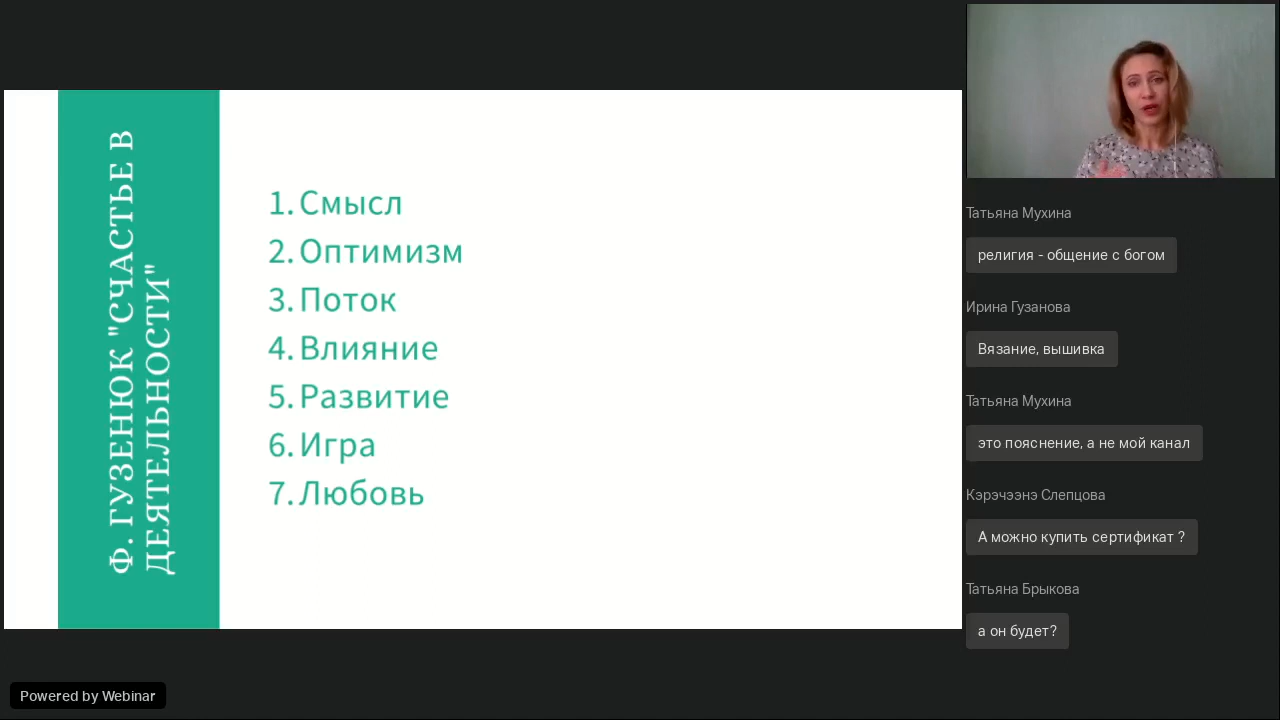 Ф. ГУЗЕНЮК "СЧАСТЬЕ В
ДЕЯТЕЛЬНОСТИ"
1. Смысл
2. Оптимизм
3. Поток
4. Влияние
5. Развитие
6. Игра
7. Любовь
Татьяна Мухина
религия - общение с богом
Ирина Гузанова
Вязание, вышивка
Татьяна Мухина
это пояснение, а не мой канал
Кэрэчээнэ Слепцова
А можно купить сертификат ?
Татьяна Брыкова
а он будет?
Powered by Webinar